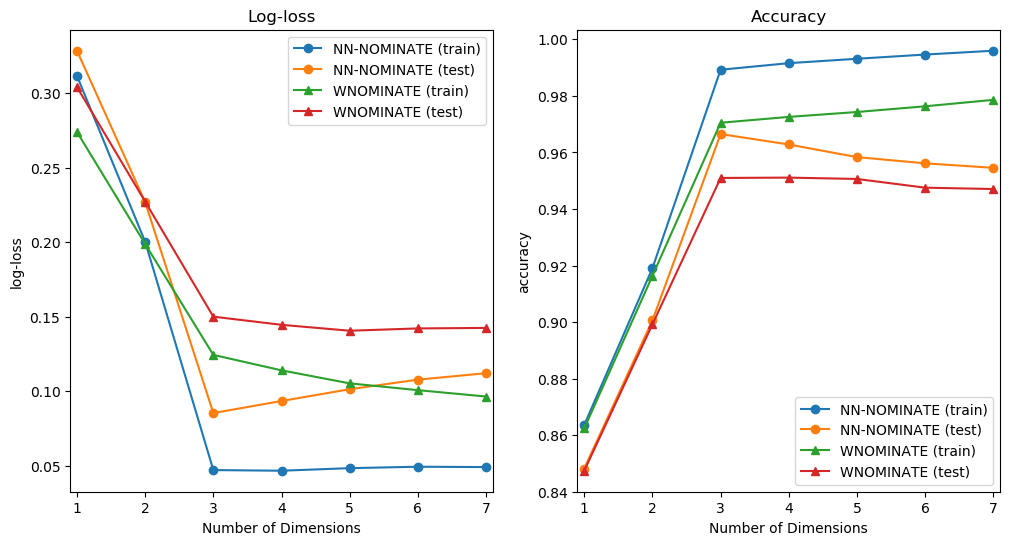 Log-loss
NN-NOMINATE (train)
NN-NOMINATE (test)
WNOMINATE (train)
WNOMINATE (test)
0.30
0.25
0.20
0.15
0.10
0.05
log-loss
1 2 3 4 5 6 7
Number of Dimensions
Accuracy
1.00
0.98
0.96
0.94
0.92
0.90
0.88
0.86
0.84
accuracy
NN-NOMINATE (train)
NN-NOMINATE (test)
WNOMINATE (train)
WNOMINATE (test)
1 2 3 4 5 6 7
Number of Dimensions